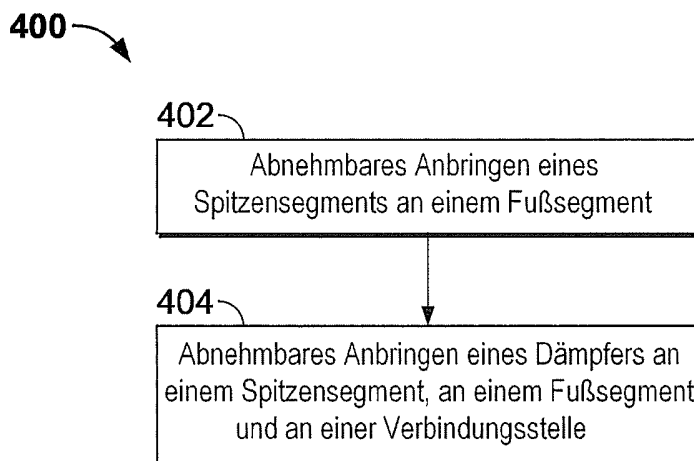 400
402
Abnehmbares Anbringen eines
Spitzensegments an einem Fußsegment
404
Abnehmbares Anbringen eines Dämpfers an
einem Spitzensegment, an einem Fußsegment
und an einer Verbindungsstelle